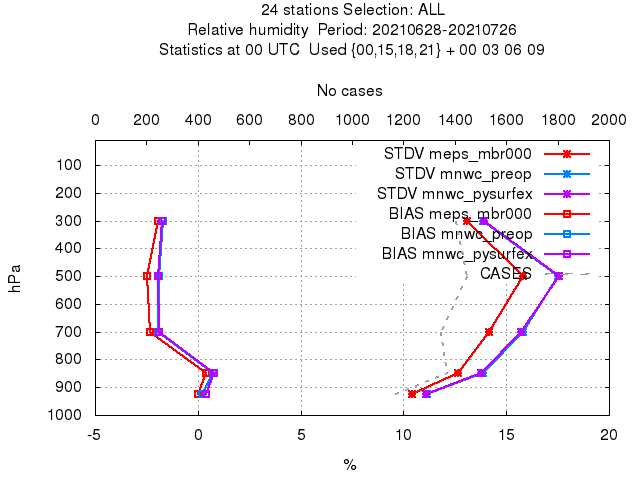 24 stations Selection: ALL
Relative humidity  Period: 20210628-20210726
Statistics at 00 UTC  Used {00,15,18,21} + 00 03 06 09
No cases
0 200 400 600 800 1000 1200 1400 1600 1800 2000
STDV meps_mbr000
100
STDV mnwc_preop
STDV mnwc_pysurfex
200
BIAS meps_mbr000
300
BIAS mnwc_preop
400
BIAS mnwc_pysurfex
CASES
500
hPa
600
700
800
900
1000
-5 0 5 10 15 20
%